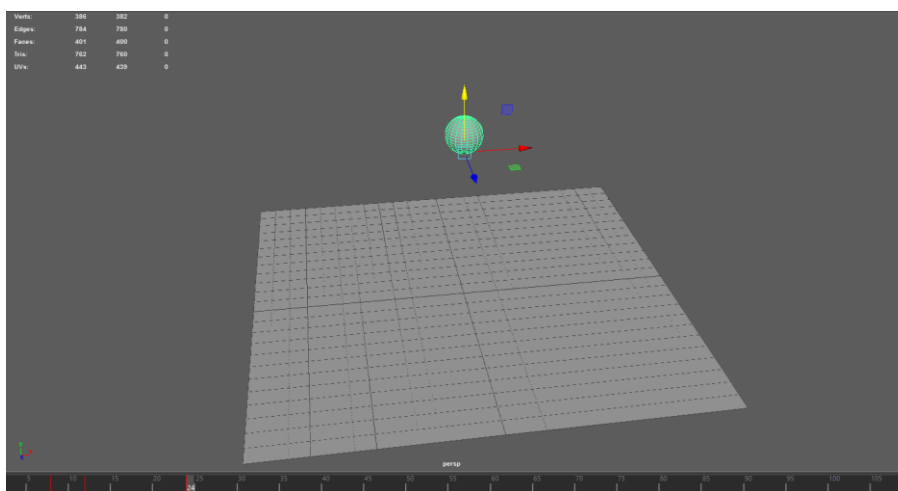 Verts: 386 382 0
Edges: 784 780 0
Faces: 401 400 0
Tris: 762 760 0
UVs: 443 439 0
persp
5 10 15 20 25 30 35 40 45 50 55 60 65 70 75 80 85 90 95 100 105
24